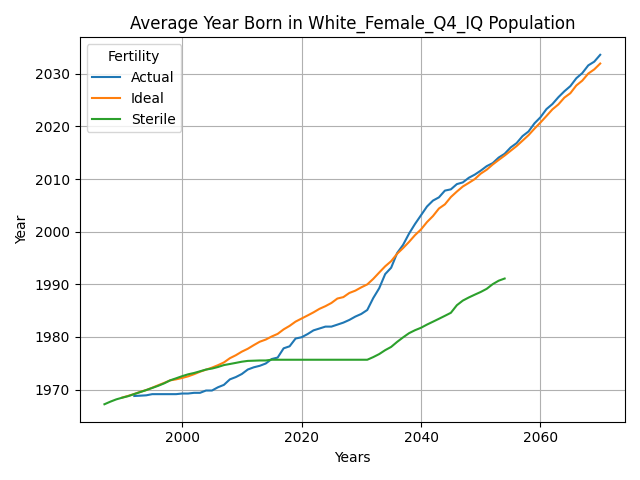 Average Year Born in White_Female_Q4_IQ Population
Fertility
Actual
Ideal
Sterile
Year
2030
2020
2010
2000
1990
1980
1970
2000
2020
2040
2060
Years